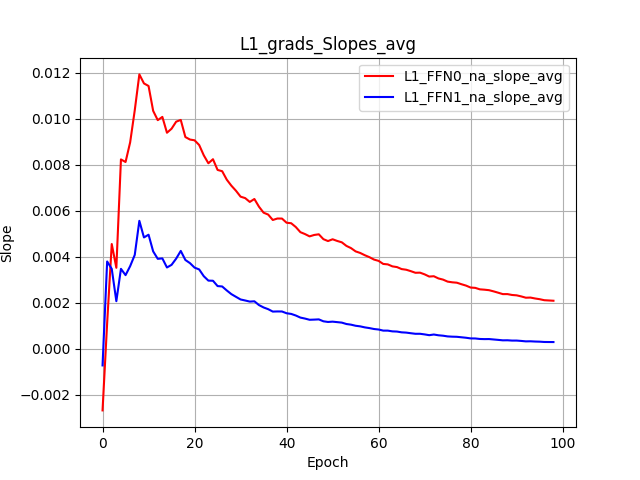 L1_grads_Slopes_avg
L1_FFN0_na_slope_avg
L1_FFN1_na_slope_avg
Slope
0.012
0.010
0.008
0.006
0.004
0.002
0.000
−0.002
0 20 40 60 80 100
Epoch